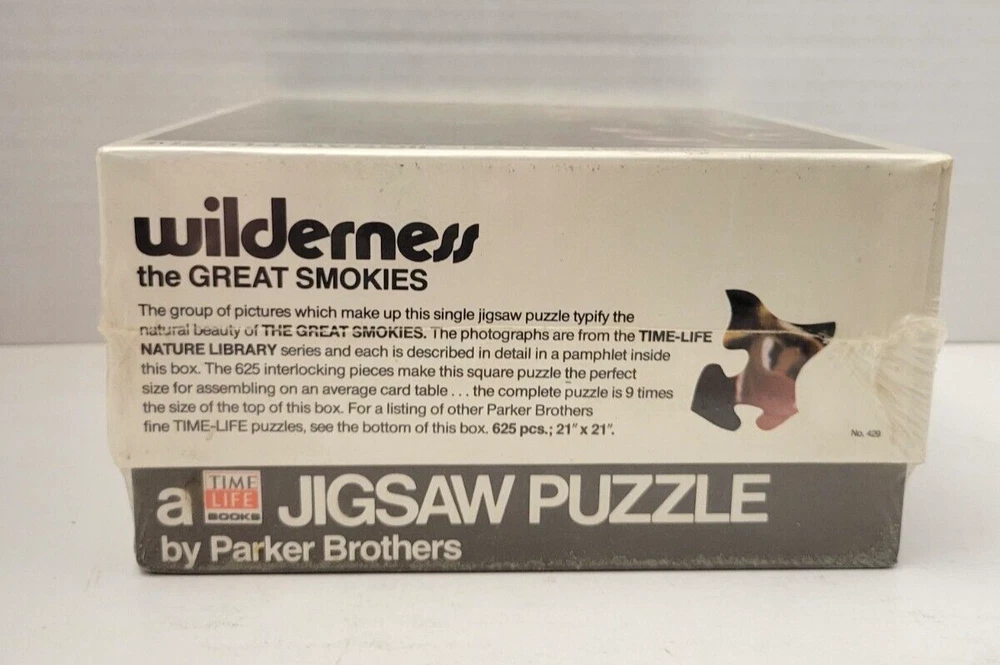 wilderness
the GREAT SMOKIES
The group of pictures which make up this single jigsaw puzzle typify the
natural beauty of THE GREAT SMOKIES. The photographs are from the TIME-LIFE
NATURE LIBRARY series and each is described in detail in a pamphlet inside
this box. The 625 interlocking pieces make this square puzzle the perfect
size for assembling on an average card table . . . the complete puzzle is 9 times
the size of the top of this box. For a listing of other Parker Brothers
fine TIME-LIFE puzzles, see the bottom of this box. 625 pcs.; 21" x 21".
No. 429
a TIME LIFE BOOKS JIGSAW PUZZLE
by Parker Brothers